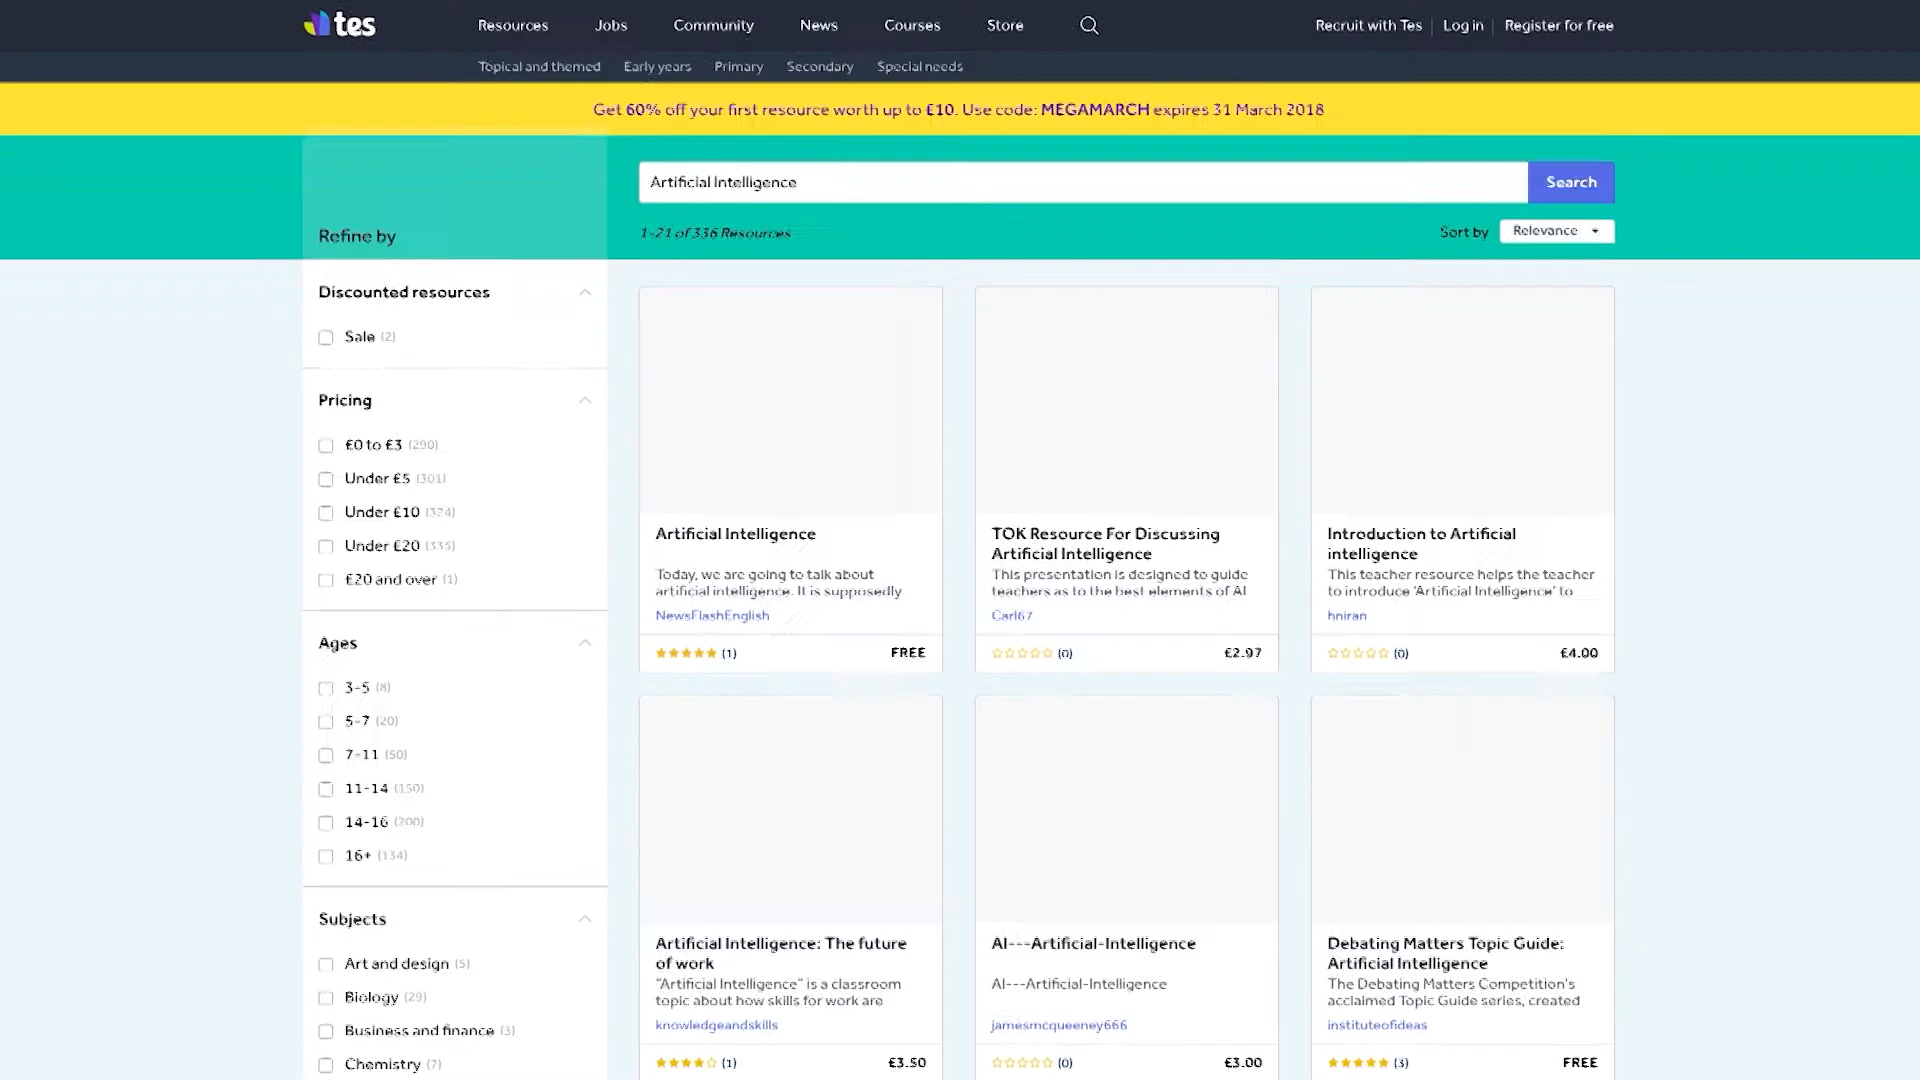 tes
Resources Jobs Community News Courses Store
Recruit with Tes Log in Register for free
Topical and themed Early years Primary Secondary Special needs
Get 60% off your first resource worth up to £10. Use code: MEGAMARCH expires 31 March 2018
Artificial Intelligence Search
1-21 of 336 Resources
Sort by Relevance
Refine by
Discounted resources
Sale (2)
Pricing
£0 to £3 (290)
Under £5 (301)
Under £10 (324)
Under £20 (335)
£20 and over (1)
Ages
3-5 (8)
5-7 (20)
7-11 (50)
11-14 (150)
14-16 (200)
16+ (134)
Subjects
Art and design (5)
Biology (29)
Business and finance (3)
Chemistry (7)
Artificial Intelligence
Today, we are going to talk about
artificial intelligence. It is supposedly
NewsFlashEnglish
(1) FREE
TOK Resource For Discussing
Artificial Intelligence
This presentation is designed to guide
teachers as to the best elements of AI
Carl67
(0) £2.97
Introduction to Artificial
intelligence
This teacher resource helps the teacher
to introduce 'Artificial Intelligence' to
hniran
(0) £4.00
Artificial Intelligence: The future
of work
"Artificial Intelligence" is a classroom
topic about how skills for work are
knowledgeandskills
(1) £3.50
AI---Artificial-Intelligence
AI---Artificial-Intelligence
jamesmcqueeney666
(0) £3.00
Debating Matters Topic Guide:
Artificial Intelligence
The Debating Matters Competition's
acclaimed Topic Guide series, created
instituteofideas
(3) FREE